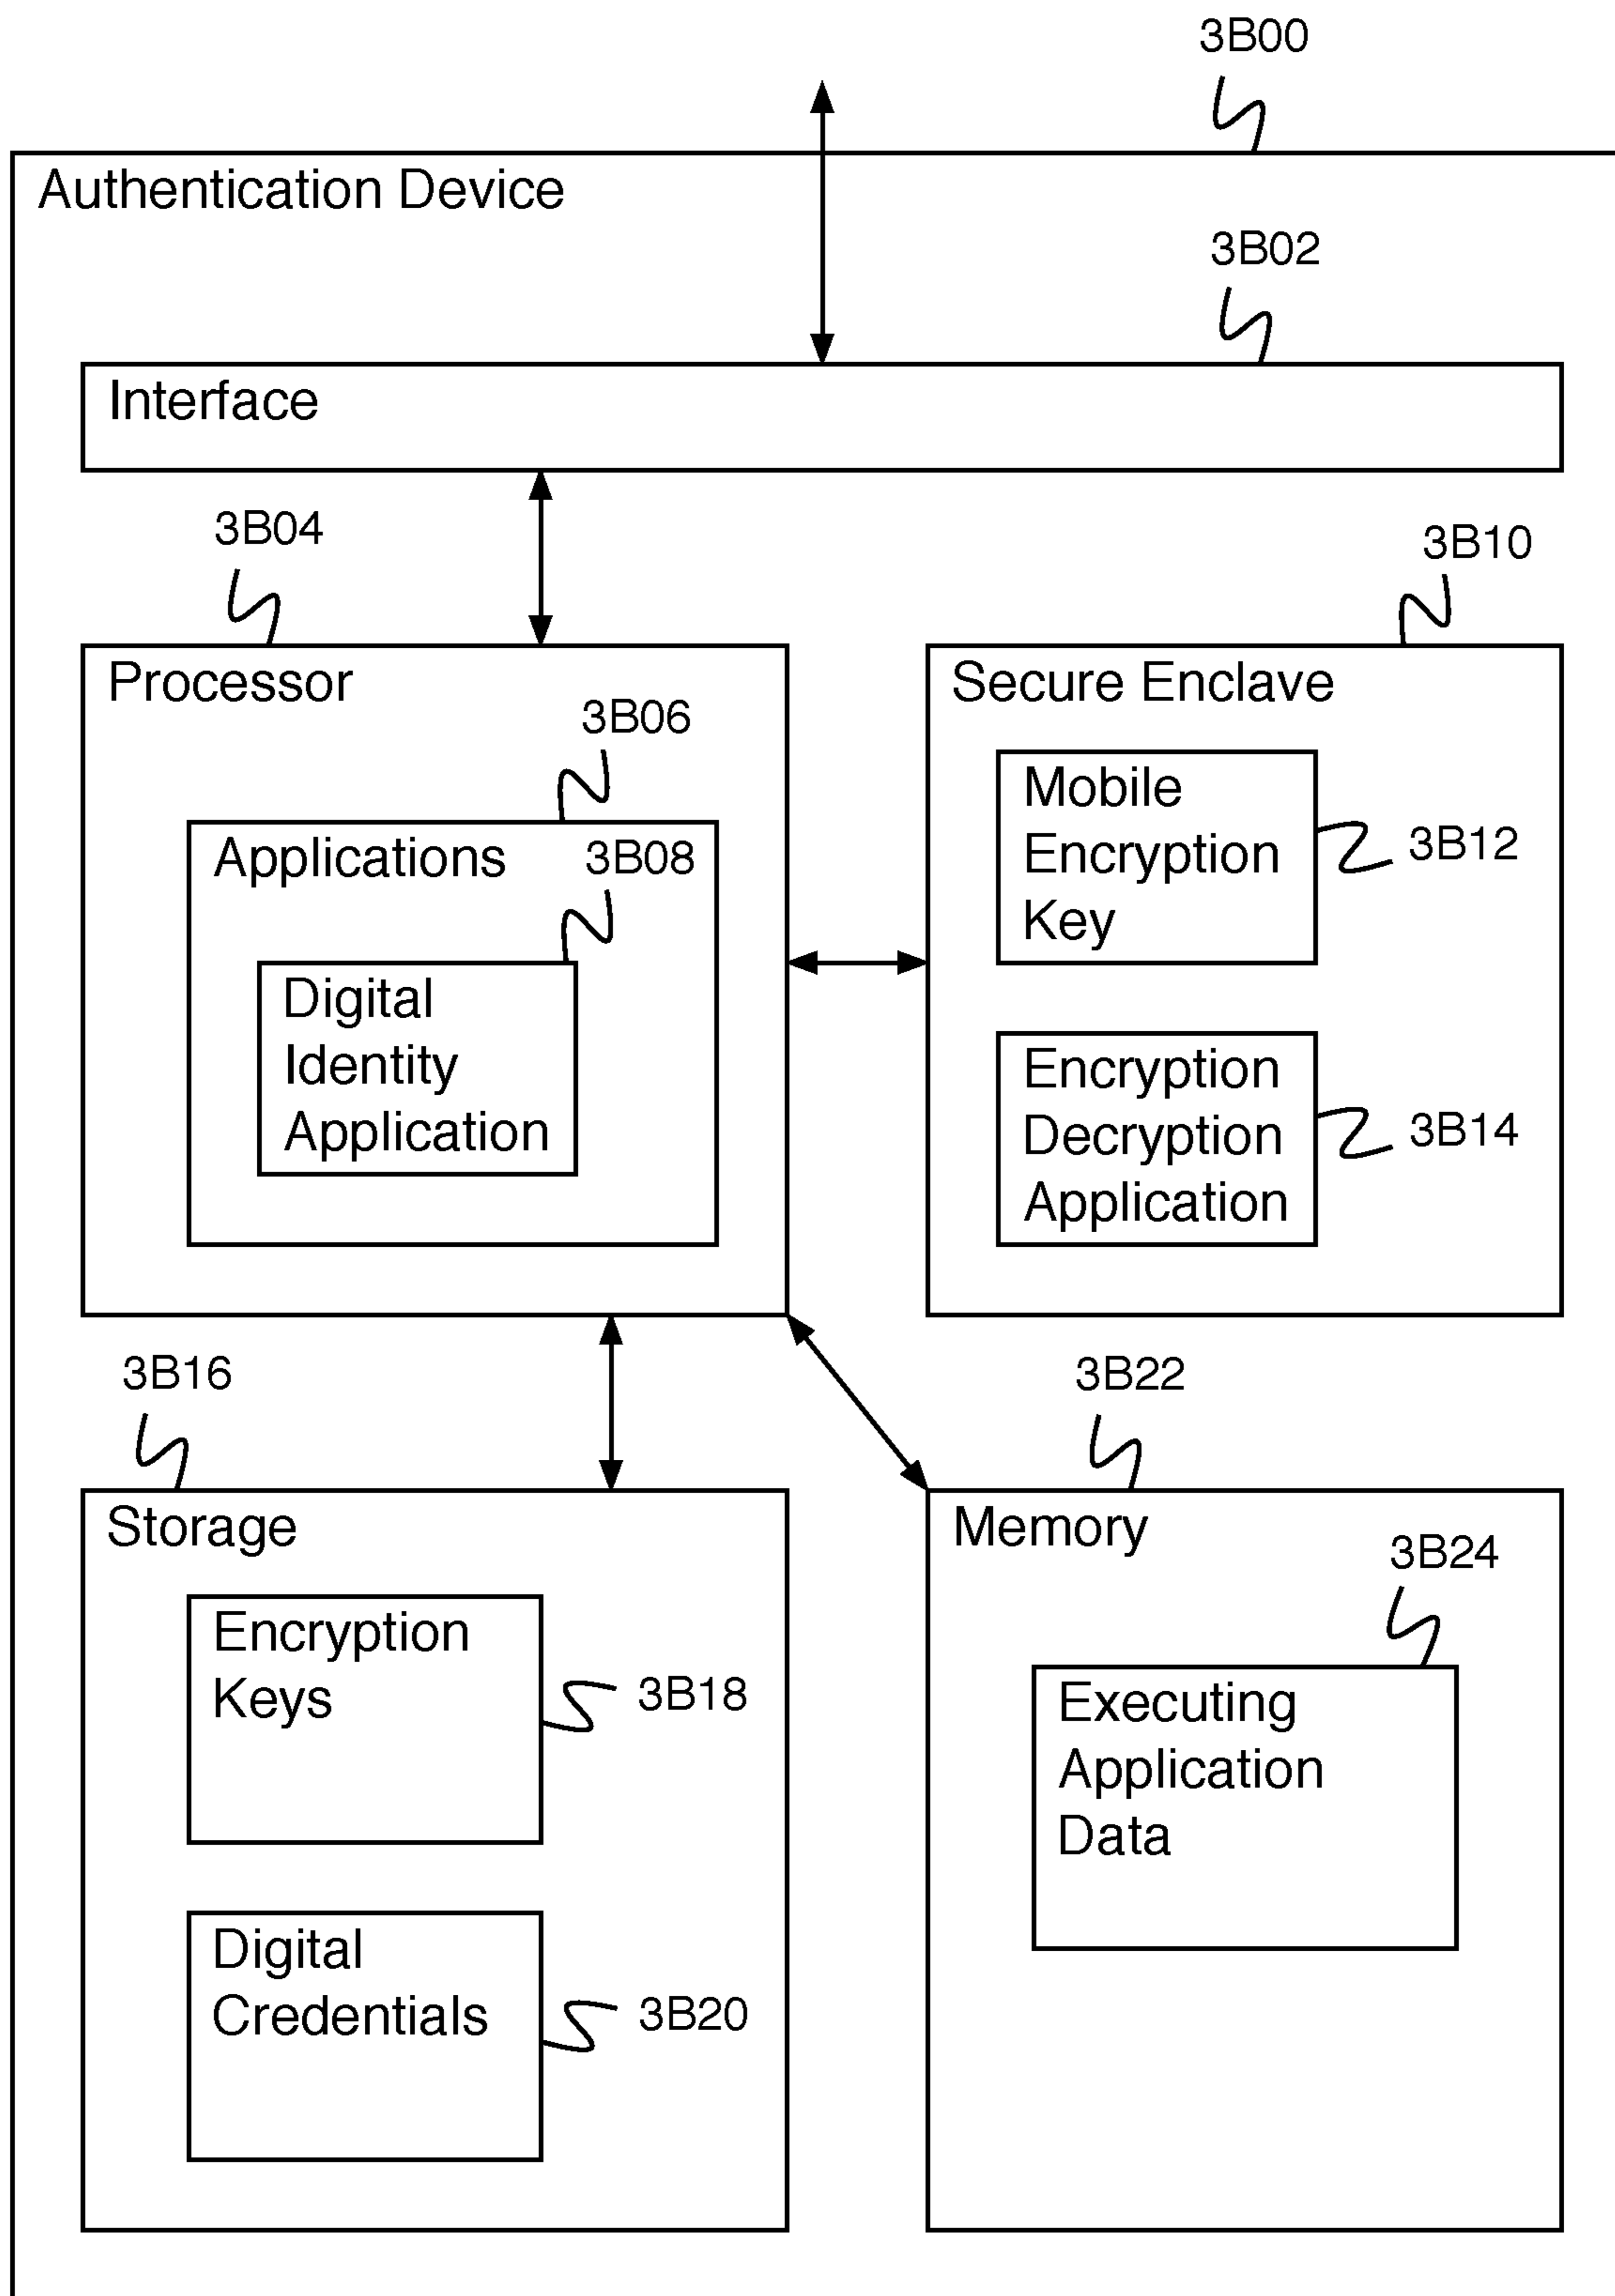 3B00
Authentication Device
3B02
Interface
3B04
3B10
Processor
Secure Enclave
3B06
Mobile
Encryption
Key
3B12
Applications
3B08
Digital
Identity
Application
Encryption
Decryption
Application
3B14
3B16
3B22
Storage
Memory
3B24
Encryption
Keys
3B18
Executing
Application
Data
Digital
Credentials
3B20